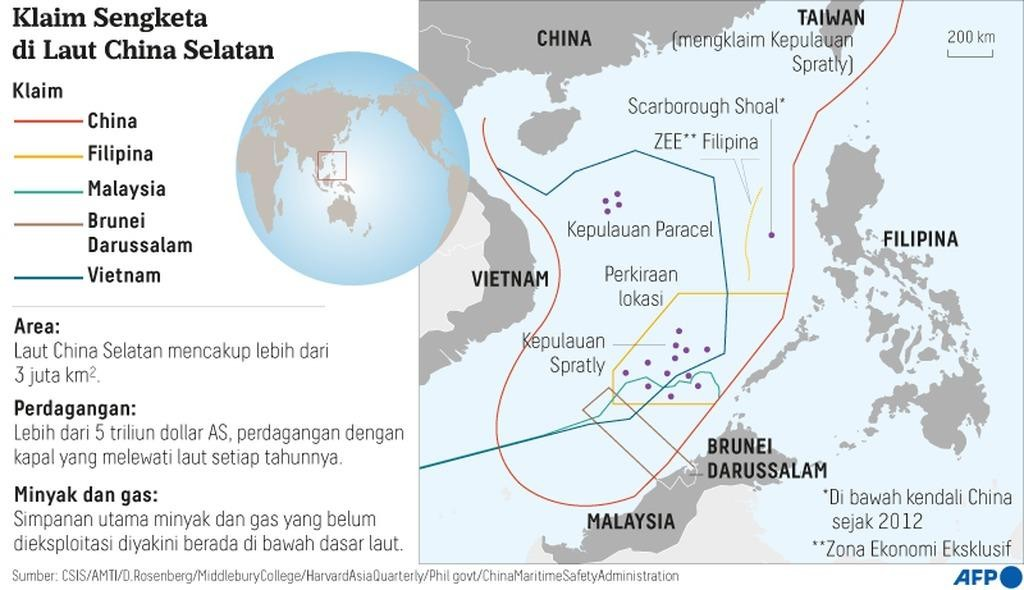 Klaim Sengketa
di Laut China Selatan
Klaim
China
Filipina
Malaysia
Brunei
Darussalam
Vietnam
Area:
Laut China Selatan mencakup lebih dari
3 juta km².
Perdagangan:
Lebih dari 5 triliun dollar AS, perdagangan dengan
kapal yang melewati laut setiap tahunnya.
Minyak dan gas:
Simpanan utama minyak dan gas yang belum
dieksploitasi diyakini berada di bawah dasar laut.
CHINA
TAIWAN
(mengklaim Kepulauan
Spratly)
200 km
Scarborough Shoal*
ZEE** Filipina
Kepulauan Paracel
FILIPINA
VIETNAM
Perkiraan
lokasi
Kepulauan
Spratly
BRUNEI
DARUSSALAM
MALAYSIA
*Di bawah kendali China
sejak 2012
**Zona Ekonomi Eksklusif
Sumber: CSIS/AMTI/D.Rosenberg/MiddleburyCollege/HarvardAsiaQuarterly/Phil govt/ChinaMaritimeSafetyAdministration
AFP